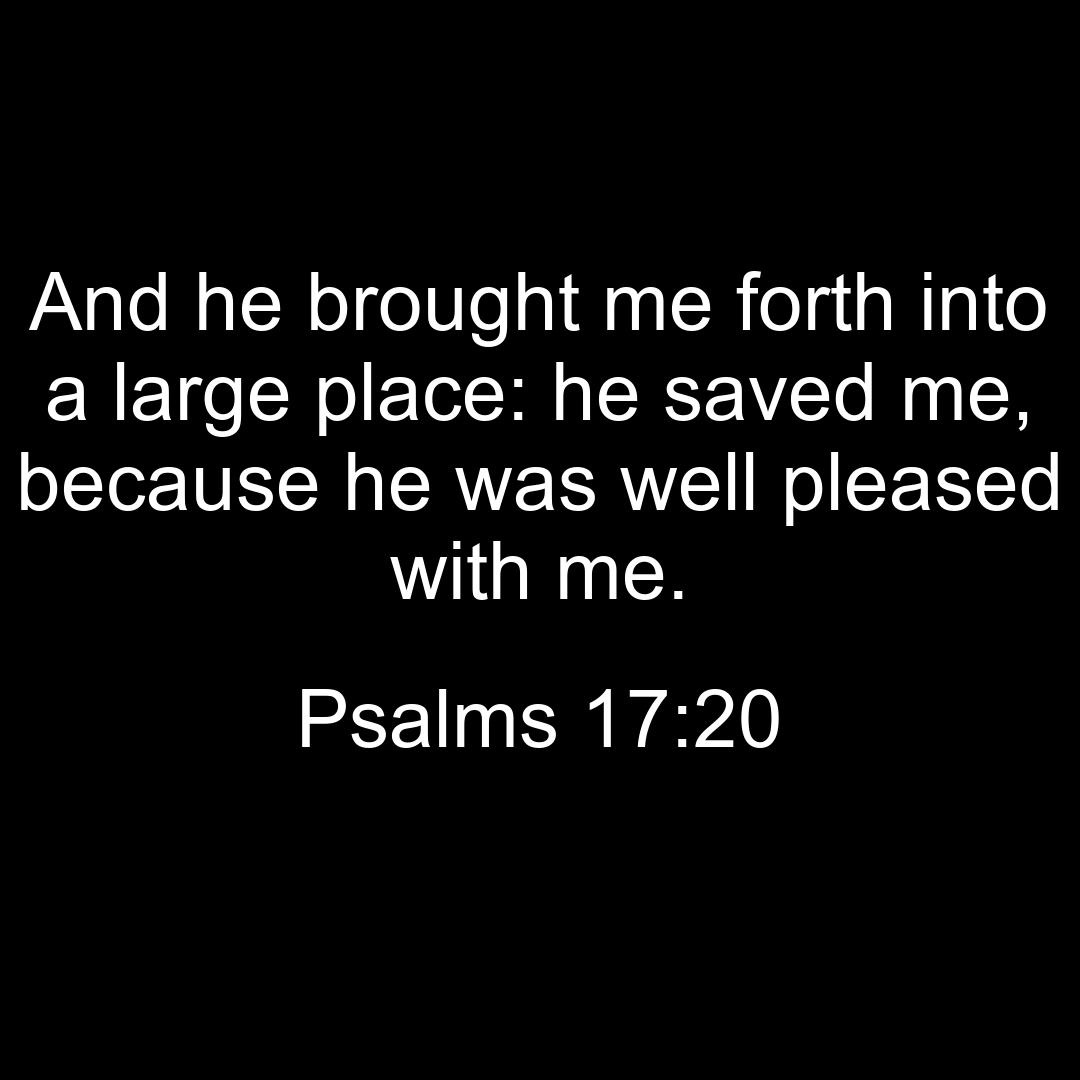 And he brought me forth into
a large place: he saved me,
because he was well pleased
with me.
Psalms 17:20